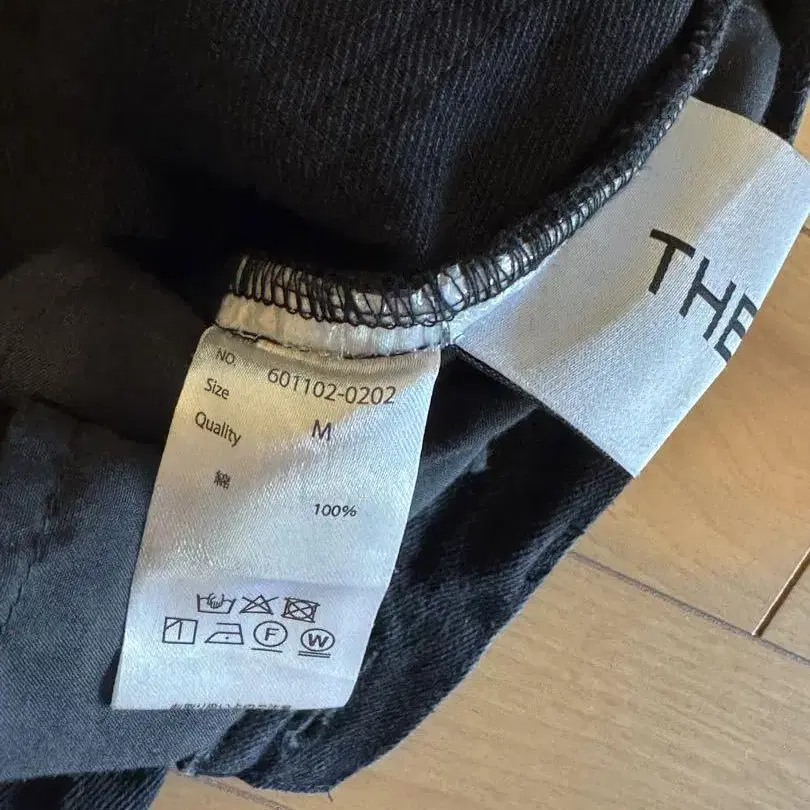 NO. 601102-0202
Size M
Quality
綿 100%
F W
THE